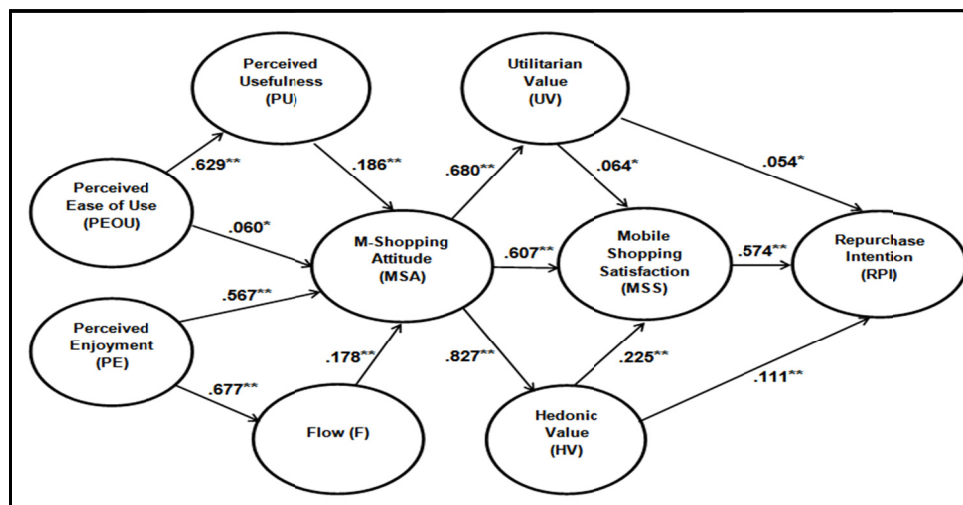 Perceived
Usefulness
(PU)
Utilitarian
Value
(UV)
.629**
.186**
.680**
.064*
.054*
Perceived
Ease of Use
(PEOU)
.060*
M-Shopping
Attitude
(MSA)
.607**
Mobile
Shopping
Satisfaction
(MSS)
.574**
Repurchase
Intention
(RPI)
.567**
Perceived
Enjoyment
(PE)
.178**
.827**
.225**
.111**
.677**
Flow (F)
Hedonic
Value
(HV)